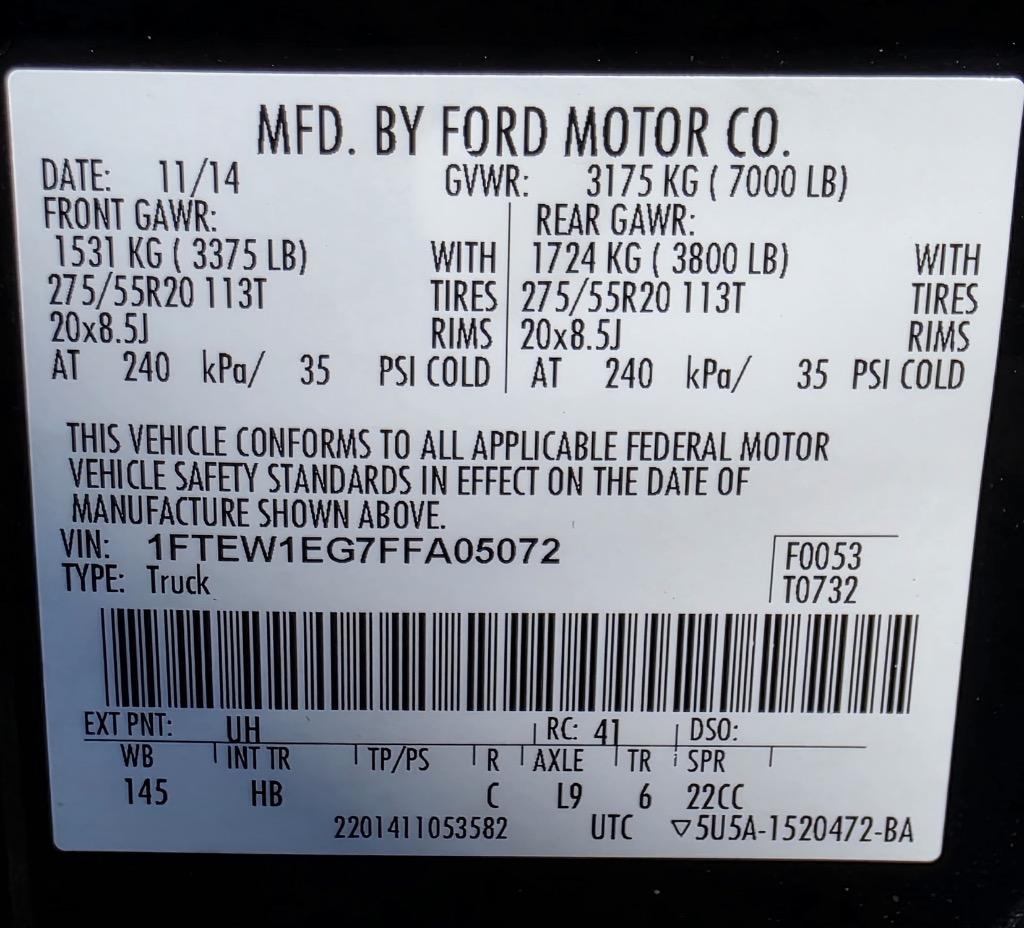 MFD. BY FORD MOTOR CO.
DATE: 11/14 GVWR: 3175 KG ( 7000 LB)
FRONT GAWR: REAR GAWR:
1531 KG ( 3375 LB) WITH 1724 KG ( 3800 LB) WITH
275/55R20 113T TIRES 275/55R20 113T TIRES
20x8.5J RIMS 20x8.5J RIMS
AT 240 kPa/ 35 PSI COLD AT 240 kPa/ 35 PSI COLD
THIS VEHICLE CONFORMS TO ALL APPLICABLE FEDERAL MOTOR
VEHICLE SAFETY STANDARDS IN EFFECT ON THE DATE OF
MANUFACTURE SHOWN ABOVE.
VIN: 1FTEW1EG7FFA05072
F0053
TYPE: Truck
T0732
EXT PNT: UH RC: 41 DSO:
WB INT TR TP/PS R AXLE TR SPR
145 HB C L9 6 22CC
2201411053582 UTC ▽5U5A-1520472-BA